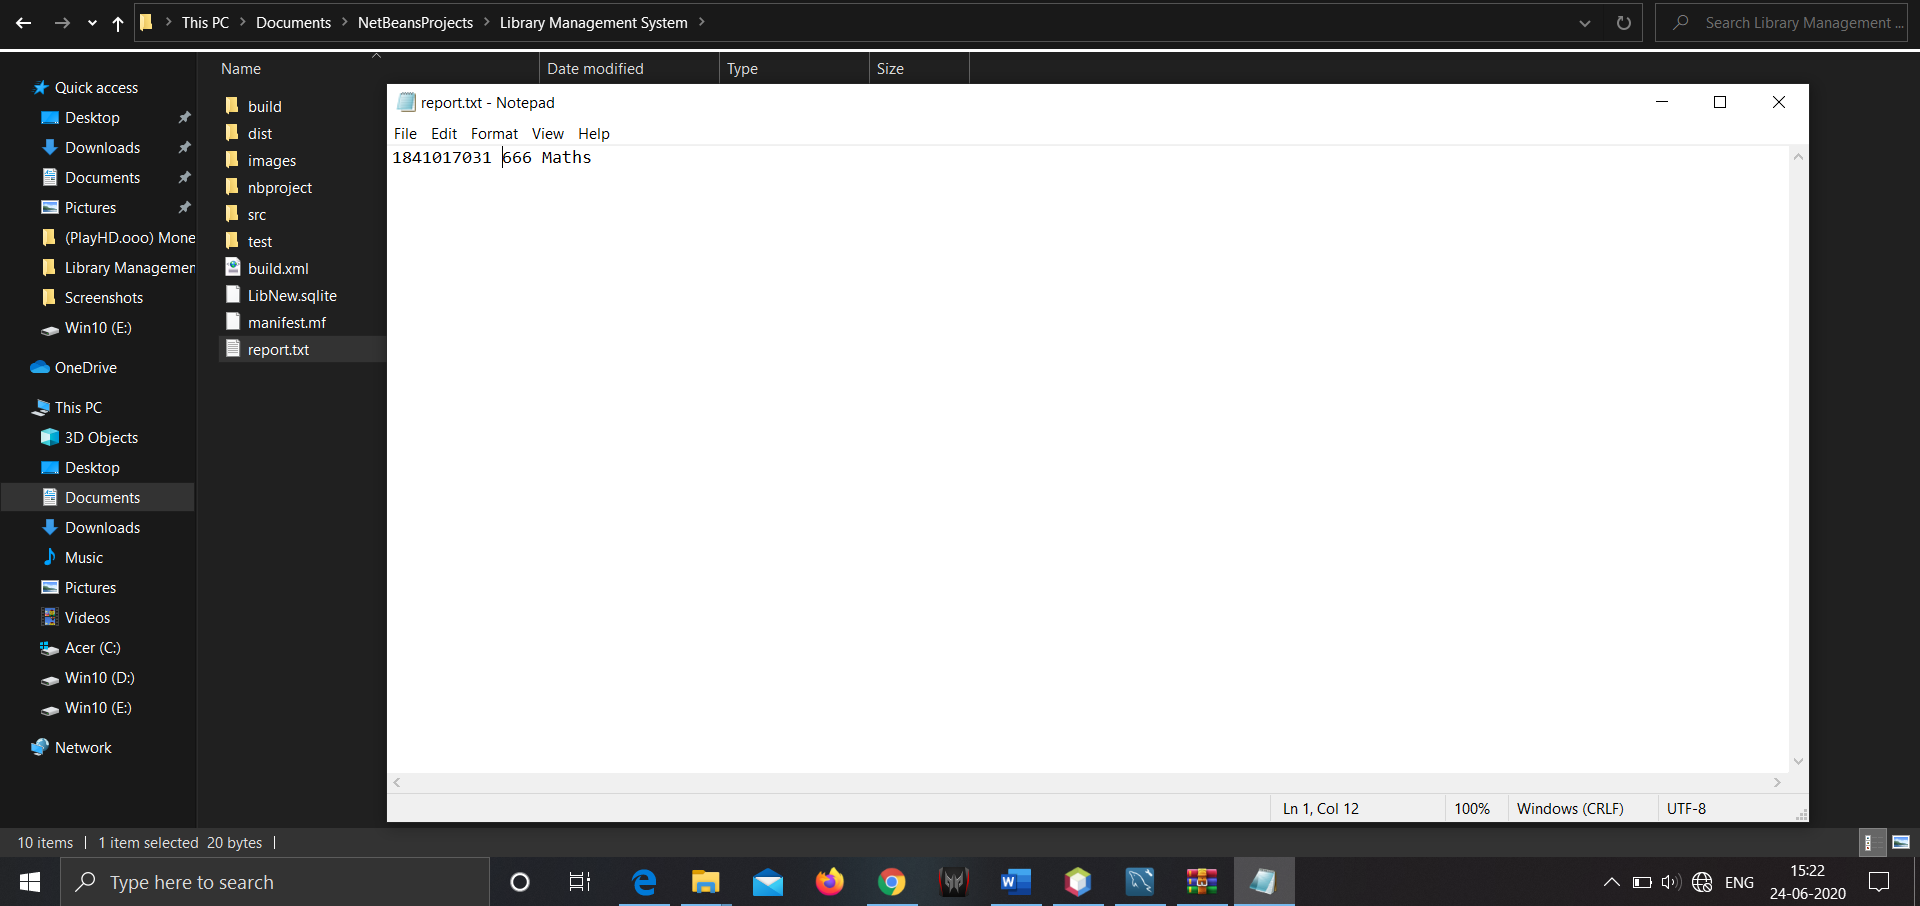 This PC
Documents
NetBeansProjects
Library Management System
Search Library Management ...
Name
Date modified
Type
Size
Quick access
Desktop
Downloads
Documents
Pictures
(PlayHD.ooo) Mone
Library Managemen
Screenshots
Win10 (E:)
OneDrive
This PC
3D Objects
Desktop
Documents
Downloads
Music
Pictures
Videos
Acer (C:)
Win10 (D:)
Win10 (E:)
Network
build
dist
images
nbproject
src
test
build.xml
LibNew.sqlite
manifest.mf
report.txt
report.txt - Notepad
File Edit Format View Help
1841017031 666 Maths
Ln 1, Col 12
100%
Windows (CRLF)
UTF-8
10 items
1 item selected 20 bytes
Type here to search
ENG
15:22
24-06-2020